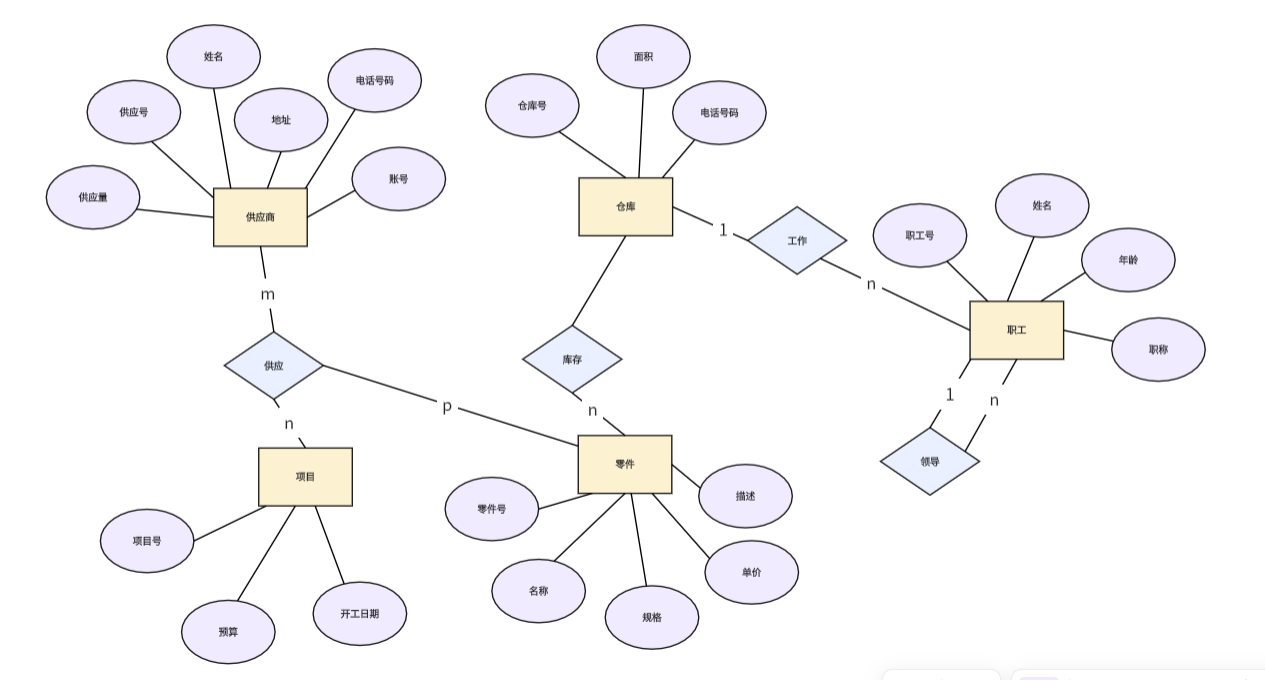 姓名
电话号码
供应号
地址
账号
供应量
供应商
m
供应
n
p
项目
项目号
预算
开工日期
面积
仓库号
电话号码
仓库
1
工作
n
库存
n
零件
零件号
描述
名称
单价
规格
姓名
职工号
年龄
职工
职称
1
n
领导